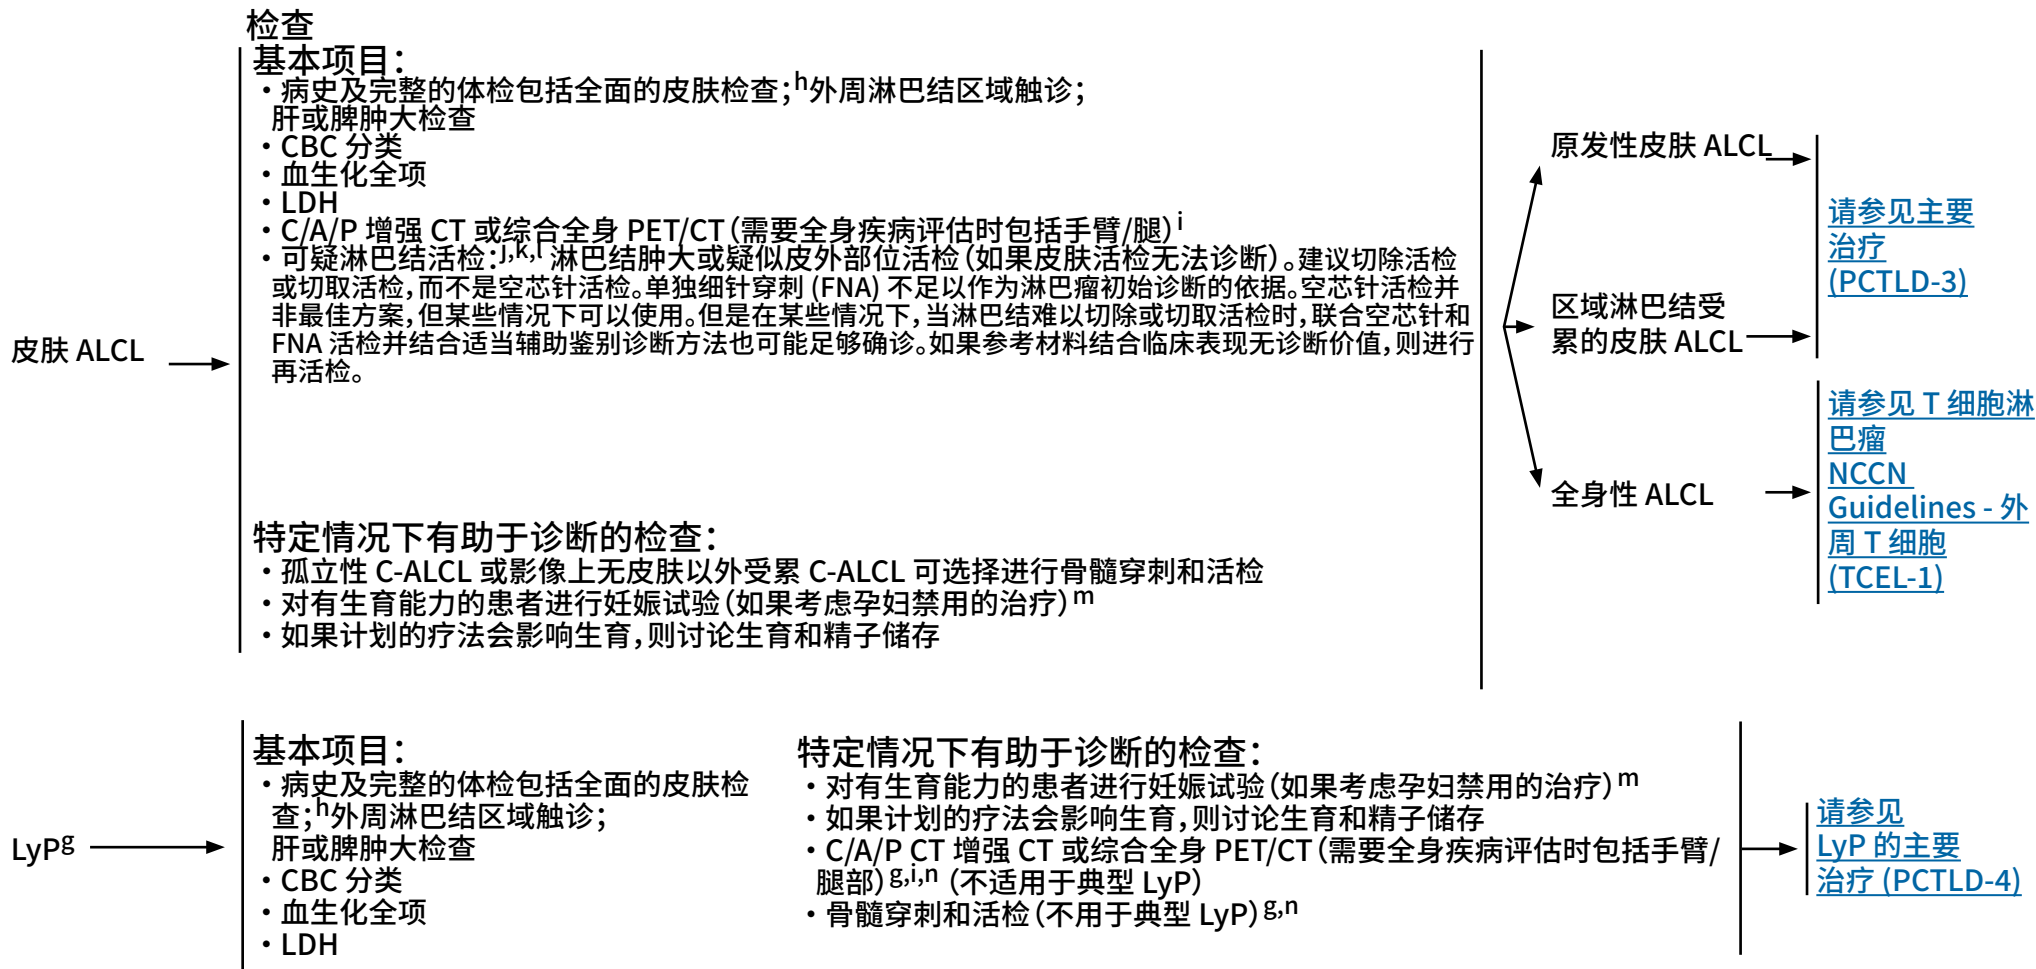 检查
皮肤 ALCL
基本项目：
・病史及完整的体检包括全面的皮肤检查；h外周淋巴结区域触诊；
肝或脾肿大检查
・CBC 分类
・血生化全项
・LDH
・C/A/P 增强 CT 或综合全身 PET/CT（需要全身疾病评估时包括手臂/腿）i
・可疑淋巴结活检：j,k,l 淋巴结肿大或疑似皮外部位活检（如果皮肤活检无法诊断）。建议切除活检
或切取活检，而不是空芯针活检。单独细针穿刺 (FNA) 不足以作为淋巴瘤初始诊断的依据。空芯针活检并
非最佳方案，但某些情况下可以使用。但是在某些情况下，当淋巴结难以切除或切取活检时，联合空芯针和
FNA 活检并结合适当辅助鉴别诊断方法也可能足够确诊。如果参考材料结合临床表现无诊断价值，则进行
再活检。
特定情况下有助于诊断的检查：
・孤立性 C-ALCL 或影像上无皮肤以外受累 C-ALCL 可选择进行骨髓穿刺和活检
・对有生育能力的患者进行妊娠试验（如果考虑孕妇禁用的治疗）m
・如果计划的疗法会影响生育，则讨论生育和精子储存
原发性皮肤 ALCL
区域淋巴结受
累的皮肤 ALCL
请参见主要
治疗
(PCTLD-3)
全身性 ALCL
请参见 T 细胞淋
巴瘤
NCCN
Guidelines - 外
周 T 细胞
(TCEL-1)
LyPg
基本项目：
・病史及完整的体检包括全面的皮肤检
查；h外周淋巴结区域触诊；
肝或脾肿大检查
・CBC 分类
・血生化全项
・LDH
特定情况下有助于诊断的检查：
・对有生育能力的患者进行妊娠试验（如果考虑孕妇禁用的治疗）m
・如果计划的疗法会影响生育，则讨论生育和精子储存
・C/A/P CT 增强 CT 或综合全身 PET/CT（需要全身疾病评估时包括手臂/
腿部）g,i,n（不适用于典型 LyP）
・骨髓穿刺和活检（不用于典型 LyP）g,n
请参见
LyP 的主要
治疗 (PCTLD-4)